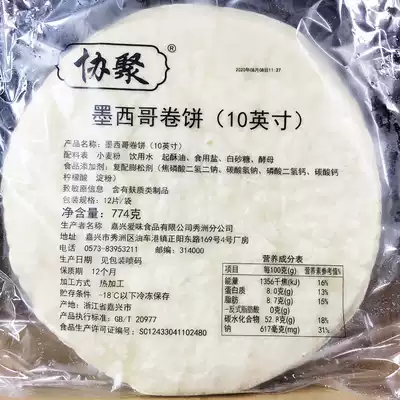 协聚®
2020年08月08日11:37
墨西哥卷饼（10英寸）
产品名称：墨西哥卷饼（10英寸）
配料表：小麦粉 饮用水 起酥油、食用盐、白砂糖、酵母
食品添加剂：复配膨松剂（焦磷酸二氢二钠、碳酸氢钠、磷酸二氢钙、碳酸钙
柠檬酸 淀粉）
致敏原信息 含有麸质类制品
包装规格：12片/袋
净含量：774克
生产者名称：嘉兴爱味食品有限公司秀洲分公司
地址：嘉兴市秀洲区油车港镇正阳东路169号4号厂房
电话：0573-83953211 邮编：314000
生产日期：见包装喷码
保质期：12个月
加工方式：热加工
贮存条件：-18℃以下冷冻保存
产地：浙江省嘉兴市
产品执行标准：GB/T 20977
食品生产许可证编号：SC12433041102480
营养成分表
项目 每100克(g) 营养素参考值%
能量 1356千焦(kJ) 16%
蛋白质 8.0克(g) 13%
脂肪 8.7克(g) 15%
—反式脂肪酸 0克(g)
碳水化合物 52.8克(g) 18%
钠 617毫克(mg) 31%